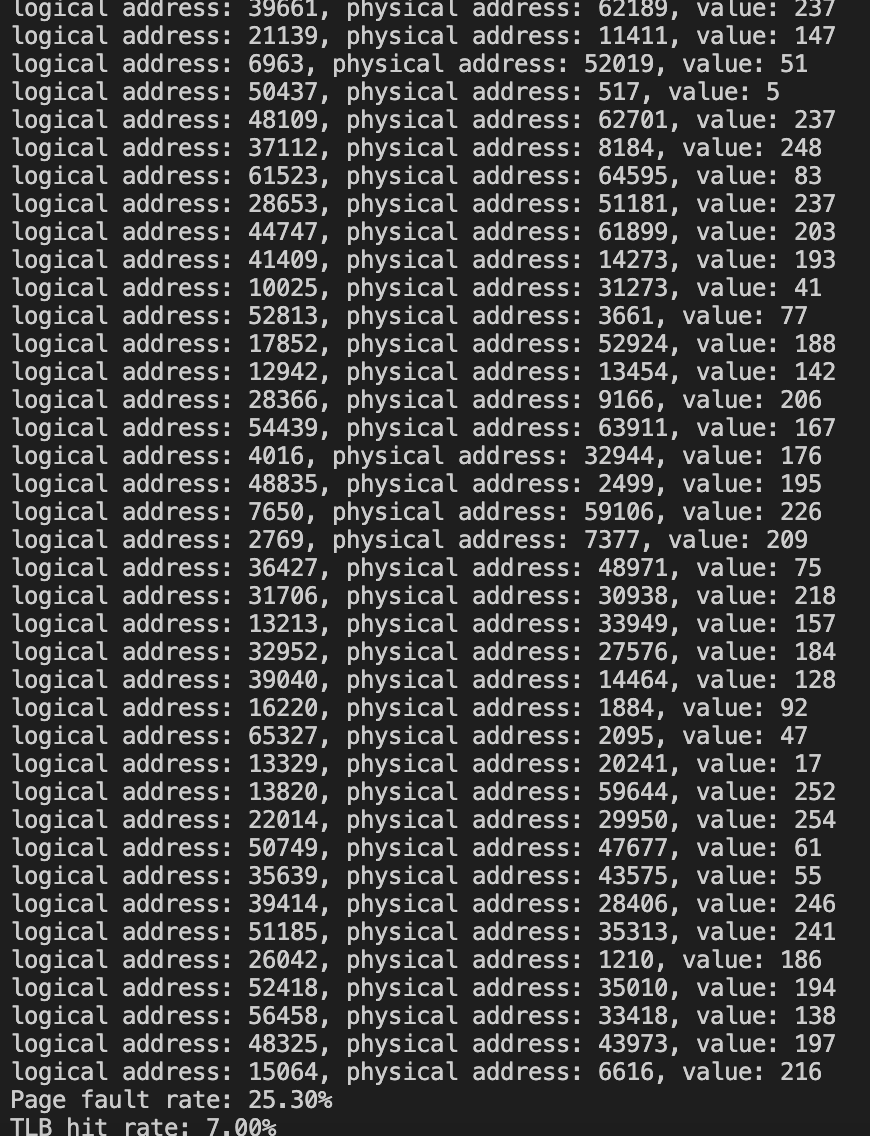 logical address: 39661, physical address: 62189, value: 237
logical address: 21139, physical address: 11411, value: 147
logical address: 6963, physical address: 52019, value: 51
logical address: 50437, physical address: 517, value: 5
logical address: 48109, physical address: 62701, value: 237
logical address: 37112, physical address: 8184, value: 248
logical address: 61523, physical address: 64595, value: 83
logical address: 28653, physical address: 51181, value: 237
logical address: 44747, physical address: 61899, value: 203
logical address: 41409, physical address: 14273, value: 193
logical address: 10025, physical address: 31273, value: 41
logical address: 52813, physical address: 3661, value: 77
logical address: 17852, physical address: 52924, value: 188
logical address: 12942, physical address: 13454, value: 142
logical address: 28366, physical address: 9166, value: 206
logical address: 54439, physical address: 63911, value: 167
logical address: 4016, physical address: 32944, value: 176
logical address: 48835, physical address: 2499, value: 195
logical address: 7650, physical address: 59106, value: 226
logical address: 2769, physical address: 7377, value: 209
logical address: 36427, physical address: 48971, value: 75
logical address: 31706, physical address: 30938, value: 218
logical address: 13213, physical address: 33949, value: 157
logical address: 32952, physical address: 27576, value: 184
logical address: 39040, physical address: 14464, value: 128
logical address: 16220, physical address: 1884, value: 92
logical address: 65327, physical address: 2095, value: 47
logical address: 13329, physical address: 20241, value: 17
logical address: 13820, physical address: 59644, value: 252
logical address: 22014, physical address: 29950, value: 254
logical address: 50749, physical address: 47677, value: 61
logical address: 35639, physical address: 43575, value: 55
logical address: 39414, physical address: 28406, value: 246
logical address: 51185, physical address: 35313, value: 241
logical address: 26042, physical address: 1210, value: 186
logical address: 52418, physical address: 35010, value: 194
logical address: 56458, physical address: 33418, value: 138
logical address: 48325, physical address: 43973, value: 197
logical address: 15064, physical address: 6616, value: 216
Page fault rate: 25.30%
TLB hit rate: 7.00%